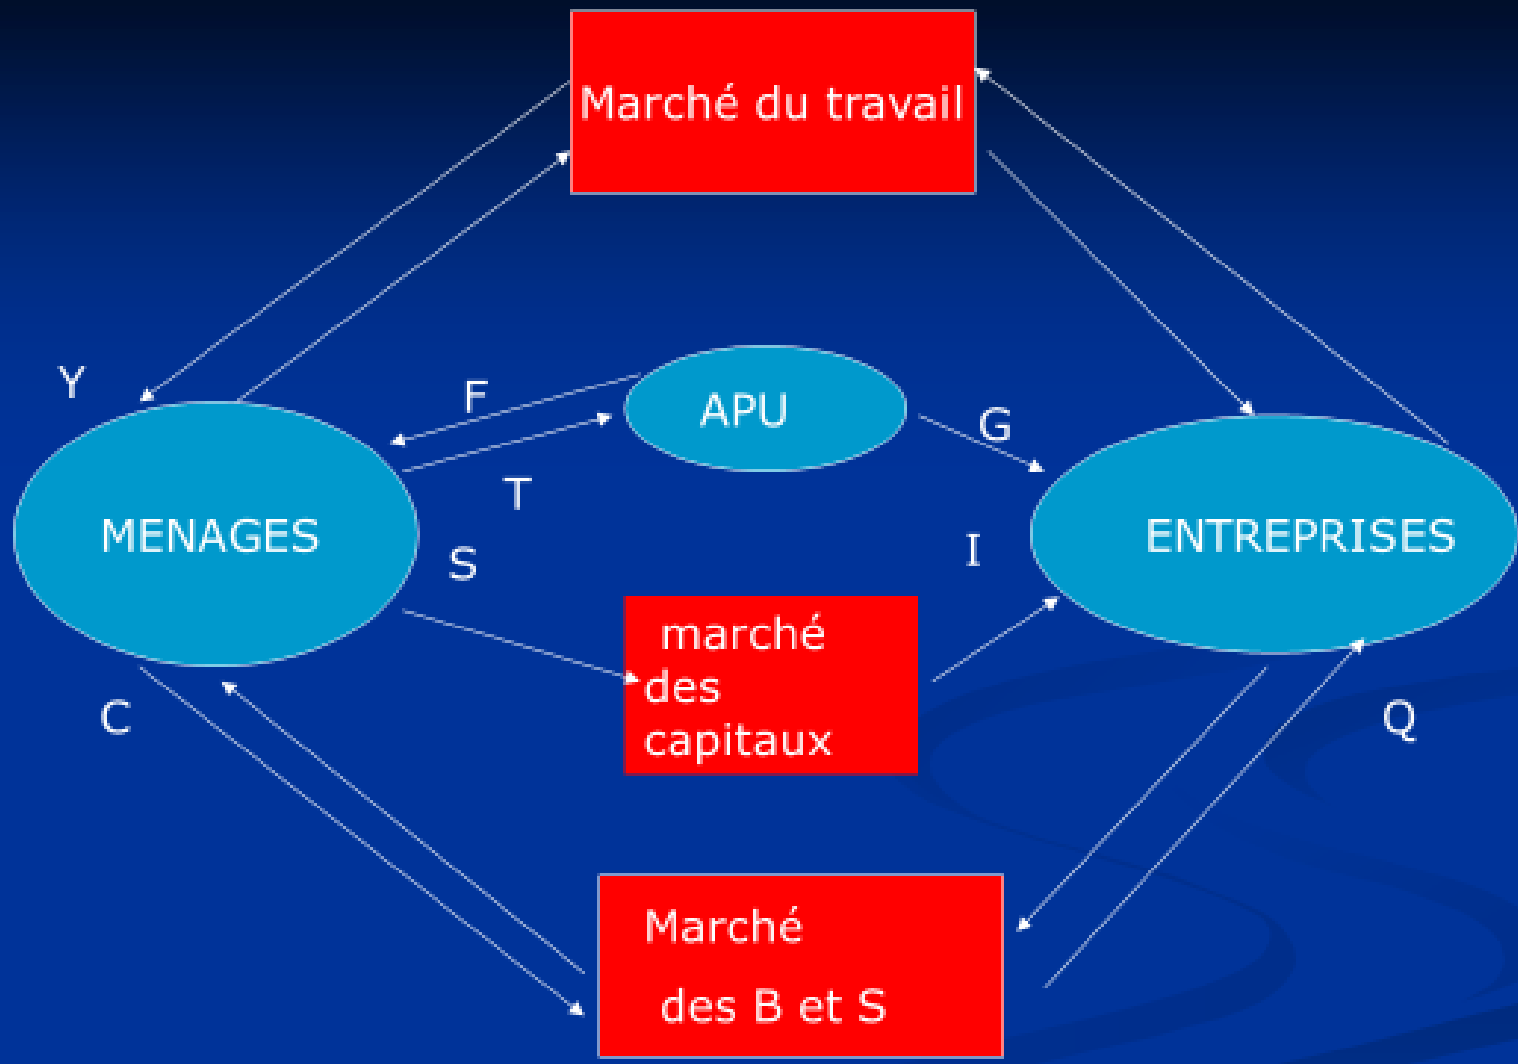 Marché du travail
Y
F
APU
G
T
MENAGES
S
I
ENTREPRISES
marché
des
capitaux
C
Q
Marché
des B et S